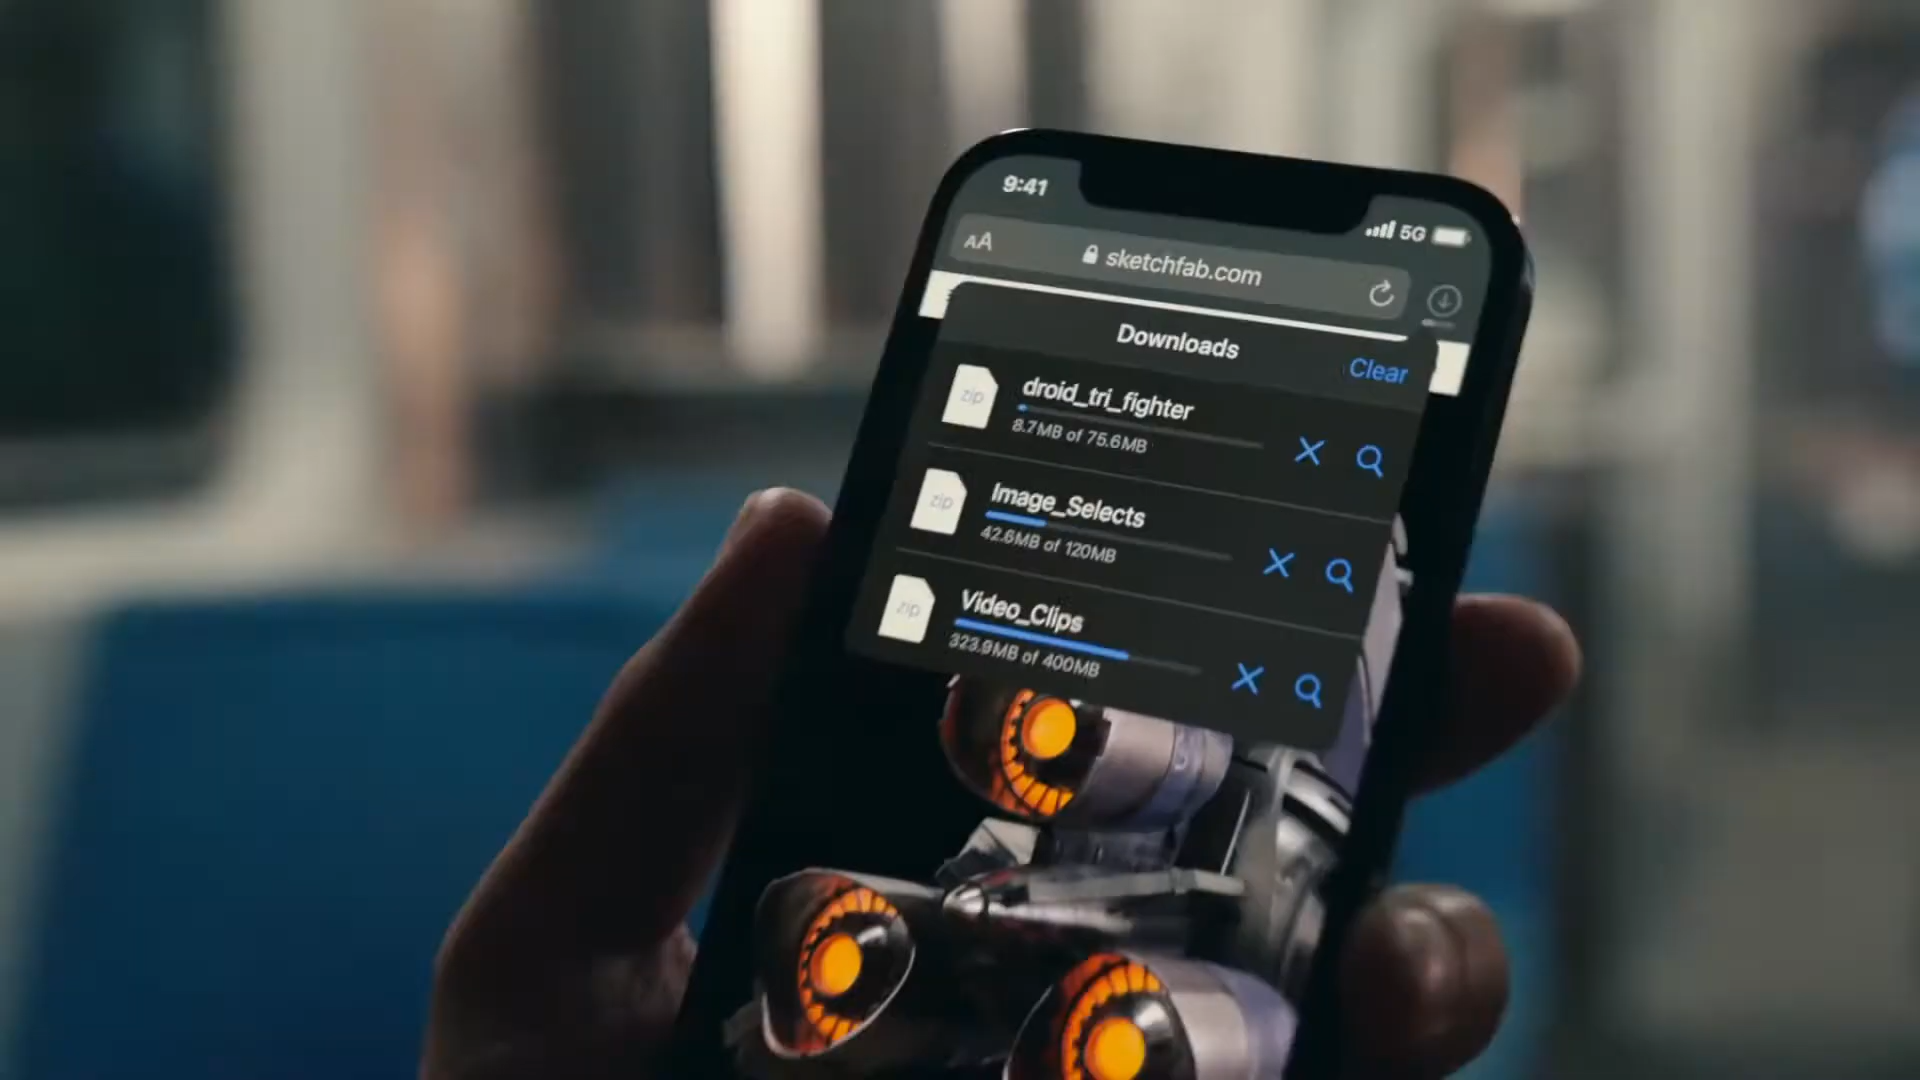 9:41
5G
AA
sketchfab.com
Downloads
Clear
zip
droid_tri_fighter
8.7MB of 75.6MB
zip
Image_Selects
42.6MB of 120MB
zip
Video_Clips
323.9MB of 400MB